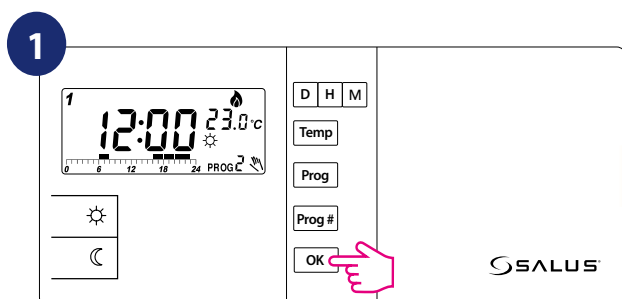 1
1
12:00 23.0 °C
0 6 12 18 24 PROG 2
D H M
Temp
Prog
Prog #
OK
SALUS